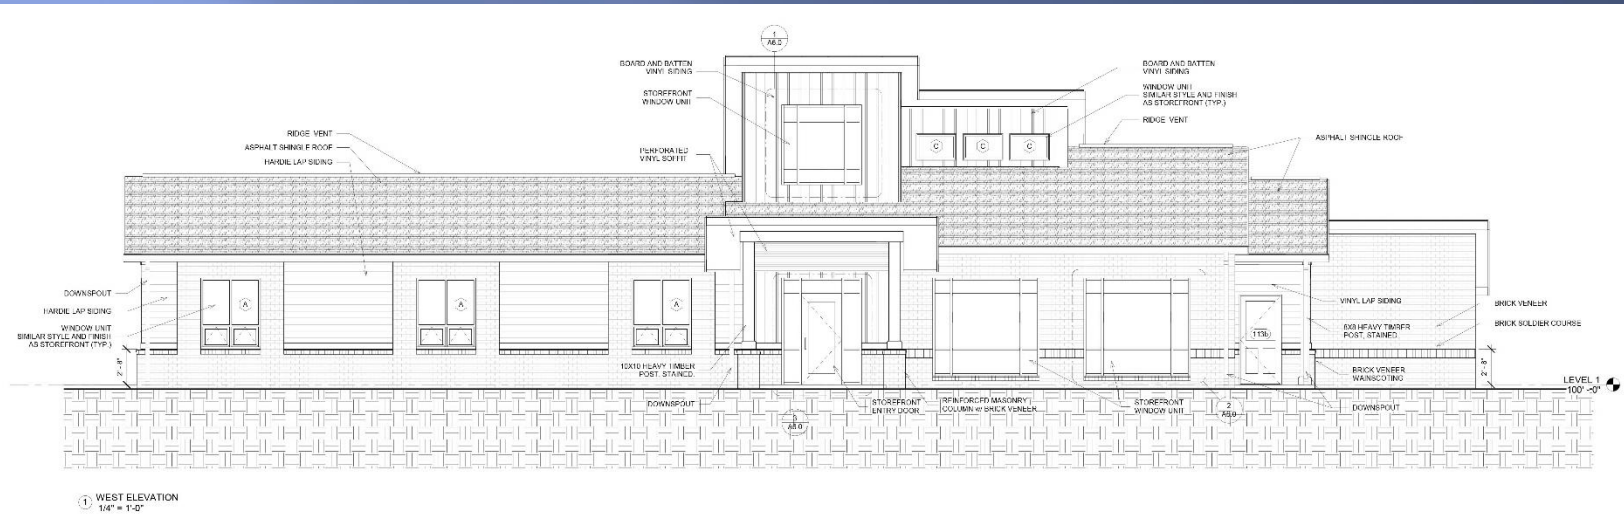 1
A6.0
BOARD AND BATTEN
VINYL SIDING
STOREFRONT
WINDOW UNIT
BOARD AND BATTEN
VINYL SIDING
WINDOW UNIT
SIMILAR STYLE AND FINISH
AS STOREFRONT (TYP.)
RIDGE VENT
RIDGE VENT
ASPHALT SHINGLE ROOF
HARDIE LAP SIDING
PERFORATED
VINYL SOFFIT
C
C
C
ASPHALT SHINGLE ROOF
DOWNSPOUT
HARDIE LAP SIDING
WINDOW UNIT
SIMILAR STYLE AND FINISH
AS STOREFRONT (TYP.)
A
A
A
113b
VINYL LAP SIDING
6X6 HEAVY TIMBER
POST, STAINED
BRICK VENEER
BRICK SOLDIER COURSE
2'-8"
10X10 HEAVY TIMBER
POST, STAINED
DOWNSPOUT
STOREFRONT
ENTRY DOOR
REINFORCED MASONRY
COLUMN w/ BRICK VENEER
STOREFRONT
WINDOW UNIT
BRICK VENEER
WAINSCOTING
DOWNSPOUT
2'-8"
LEVEL 1
100'-0"
3
A6.0
2
A6.0
1
WEST ELEVATION
1/4" = 1'-0"